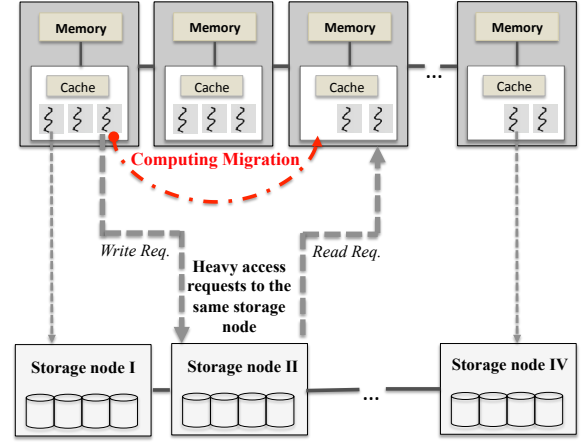 Memory
Memory
Memory
Memory
Cache
Cache
Cache
Cache
...
Computing Migration
Write Req.
Read Req.
Heavy access
requests to the
same storage
node
Storage node I
Storage node II
Storage node IV
...